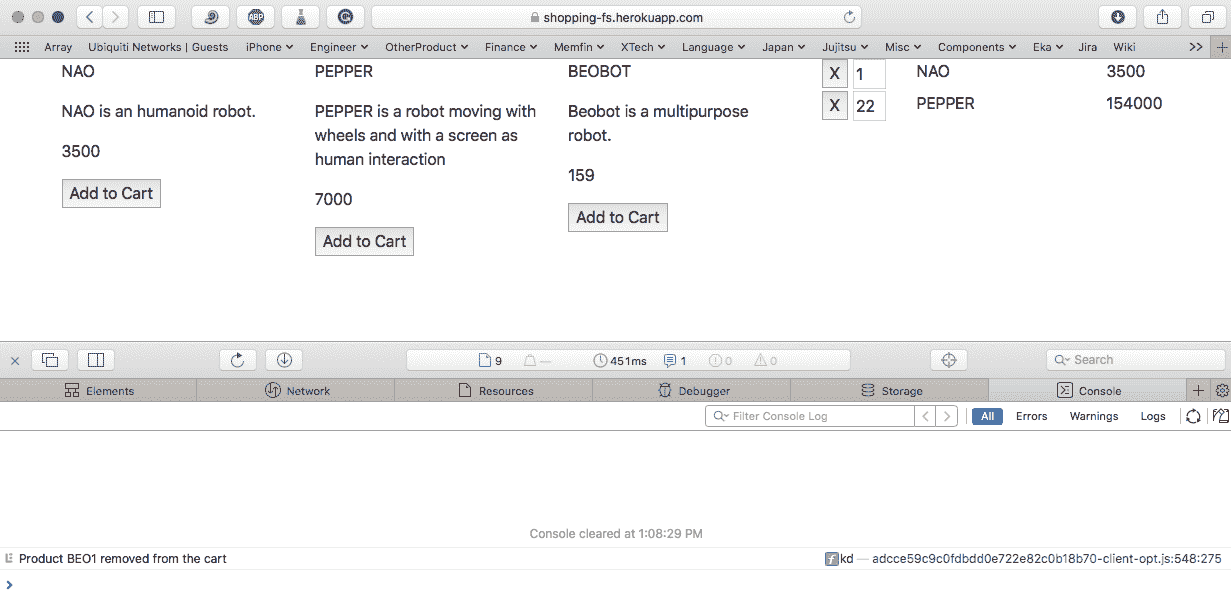 shopping-fs.herokuapp.com
Array Ubiquiti Networks | Guests iPhone Engineer OtherProduct Finance Memfin XTech Language Japan Jujitsu Misc Components Eka Jira Wiki
NAO
NAO is an humanoid robot.
3500
Add to Cart
PEPPER
PEPPER is a robot moving with
wheels and with a screen as
human interaction
7000
Add to Cart
BEOBOT
Beobot is a multipurpose
robot.
159
Add to Cart
X 1 NAO 3500
X 22 PEPPER 154000
9 — 451ms 1 0 0 Search
Elements Network Resources Debugger Storage Console
Filter Console Log All Errors Warnings Logs
Console cleared at 1:08:29 PM
Product BEO1 removed from the cart f kd — adcce59c9c0fdbdd0e722e82c0b18b70-client-opt.js:548:275